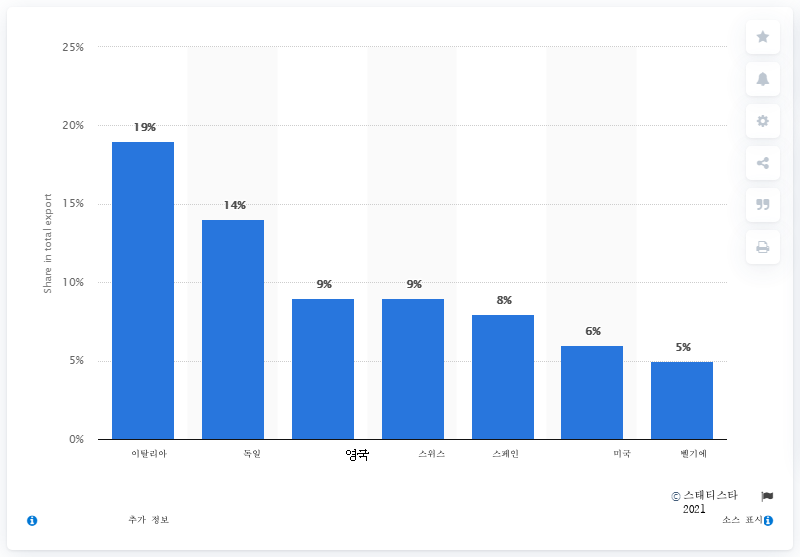 25%
20%
15%
10%
5%
0%
Share in total export
19%
14%
9%
9%
8%
6%
5%
이탈리아
독일
영국
스위스
스페인
미국
벨기에
© 스태티스타
2021
추가 정보
소스 표시